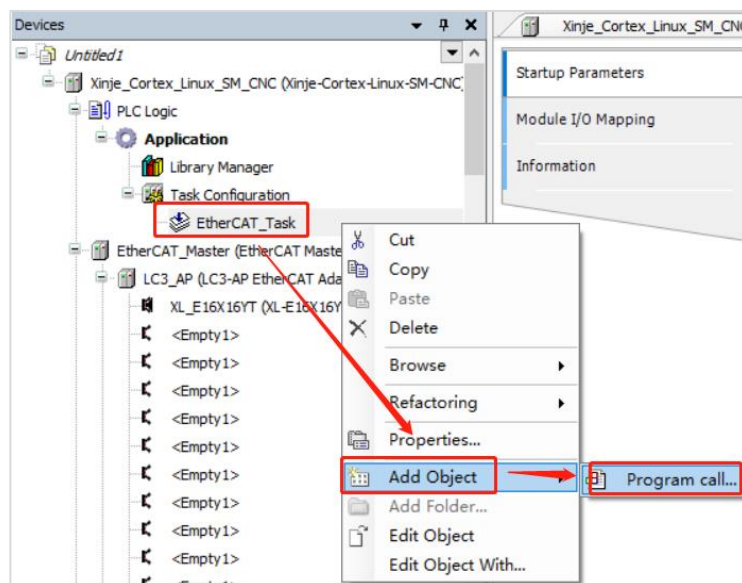 Devices
Untitled1
Xinje_Cortex_Linux_SM_CNC (Xinje-Cortex-Linux-SM-CNC)
PLC Logic
Application
Library Manager
Task Configuration
EtherCAT_Task
EtherCAT_Master (EtherCAT Maste
LC3_AP (LC3-AP EtherCAT Ada
XL_E16X16YT (XL-E16X16Y
<Empty1>
<Empty1>
<Empty1>
<Empty1>
<Empty1>
<Empty1>
<Empty1>
<Empty1>
<Empty1>
Cut
Copy
Paste
Delete
Browse
Refactoring
Properties...
Add Object
Add Folder...
Edit Object
Edit Object With...
Program call...
Xinje_Cortex_Linux_SM_CNC
Startup Parameters
Module I/O Mapping
Information